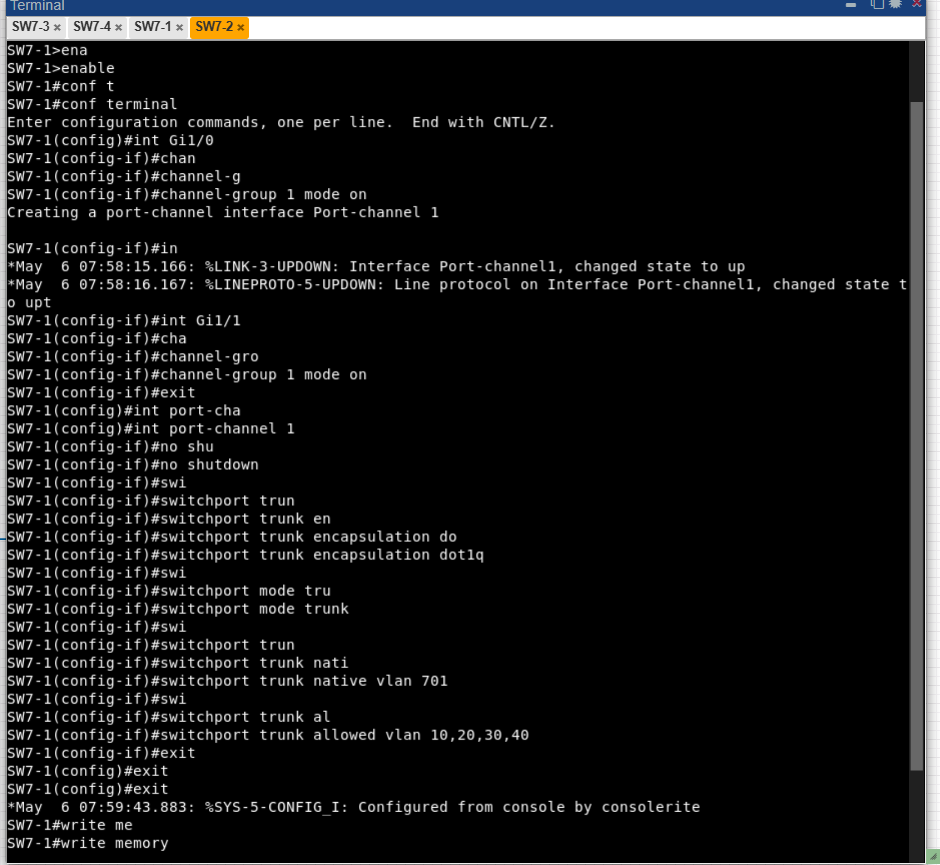 Terminal
SW7-3 × SW7-4 × SW7-1 × SW7-2 ×
SW7-1>ena
SW7-1>enable
SW7-1#conf t
SW7-1#conf terminal
Enter configuration commands, one per line.  End with CNTL/Z.
SW7-1(config)#int Gi1/0
SW7-1(config-if)#chan
SW7-1(config-if)#channel-g
SW7-1(config-if)#channel-group 1 mode on
Creating a port-channel interface Port-channel 1
SW7-1(config-if)#in
*May  6 07:58:15.166: %LINK-3-UPDOWN: Interface Port-channel1, changed state to up
*May  6 07:58:16.167: %LINEPROTO-5-UPDOWN: Line protocol on Interface Port-channel1, changed state t
o upt
SW7-1(config-if)#int Gi1/1
SW7-1(config-if)#cha
SW7-1(config-if)#channel-gro
SW7-1(config-if)#channel-group 1 mode on
SW7-1(config-if)#exit
SW7-1(config)#int port-cha
SW7-1(config)#int port-channel 1
SW7-1(config-if)#no shu
SW7-1(config-if)#no shutdown
SW7-1(config-if)#swi
SW7-1(config-if)#switchport trun
SW7-1(config-if)#switchport trunk en
SW7-1(config-if)#switchport trunk encapsulation do
SW7-1(config-if)#switchport trunk encapsulation dot1q
SW7-1(config-if)#swi
SW7-1(config-if)#switchport mode tru
SW7-1(config-if)#switchport mode trunk
SW7-1(config-if)#swi
SW7-1(config-if)#switchport trun
SW7-1(config-if)#switchport trunk nati
SW7-1(config-if)#switchport trunk native vlan 701
SW7-1(config-if)#swi
SW7-1(config-if)#switchport trunk al
SW7-1(config-if)#switchport trunk allowed vlan 10,20,30,40
SW7-1(config-if)#exit
SW7-1(config)#exit
SW7-1(config)#exit
*May  6 07:59:43.883: %SYS-5-CONFIG_I: Configured from console by consolerite
SW7-1#write me
SW7-1#write memory